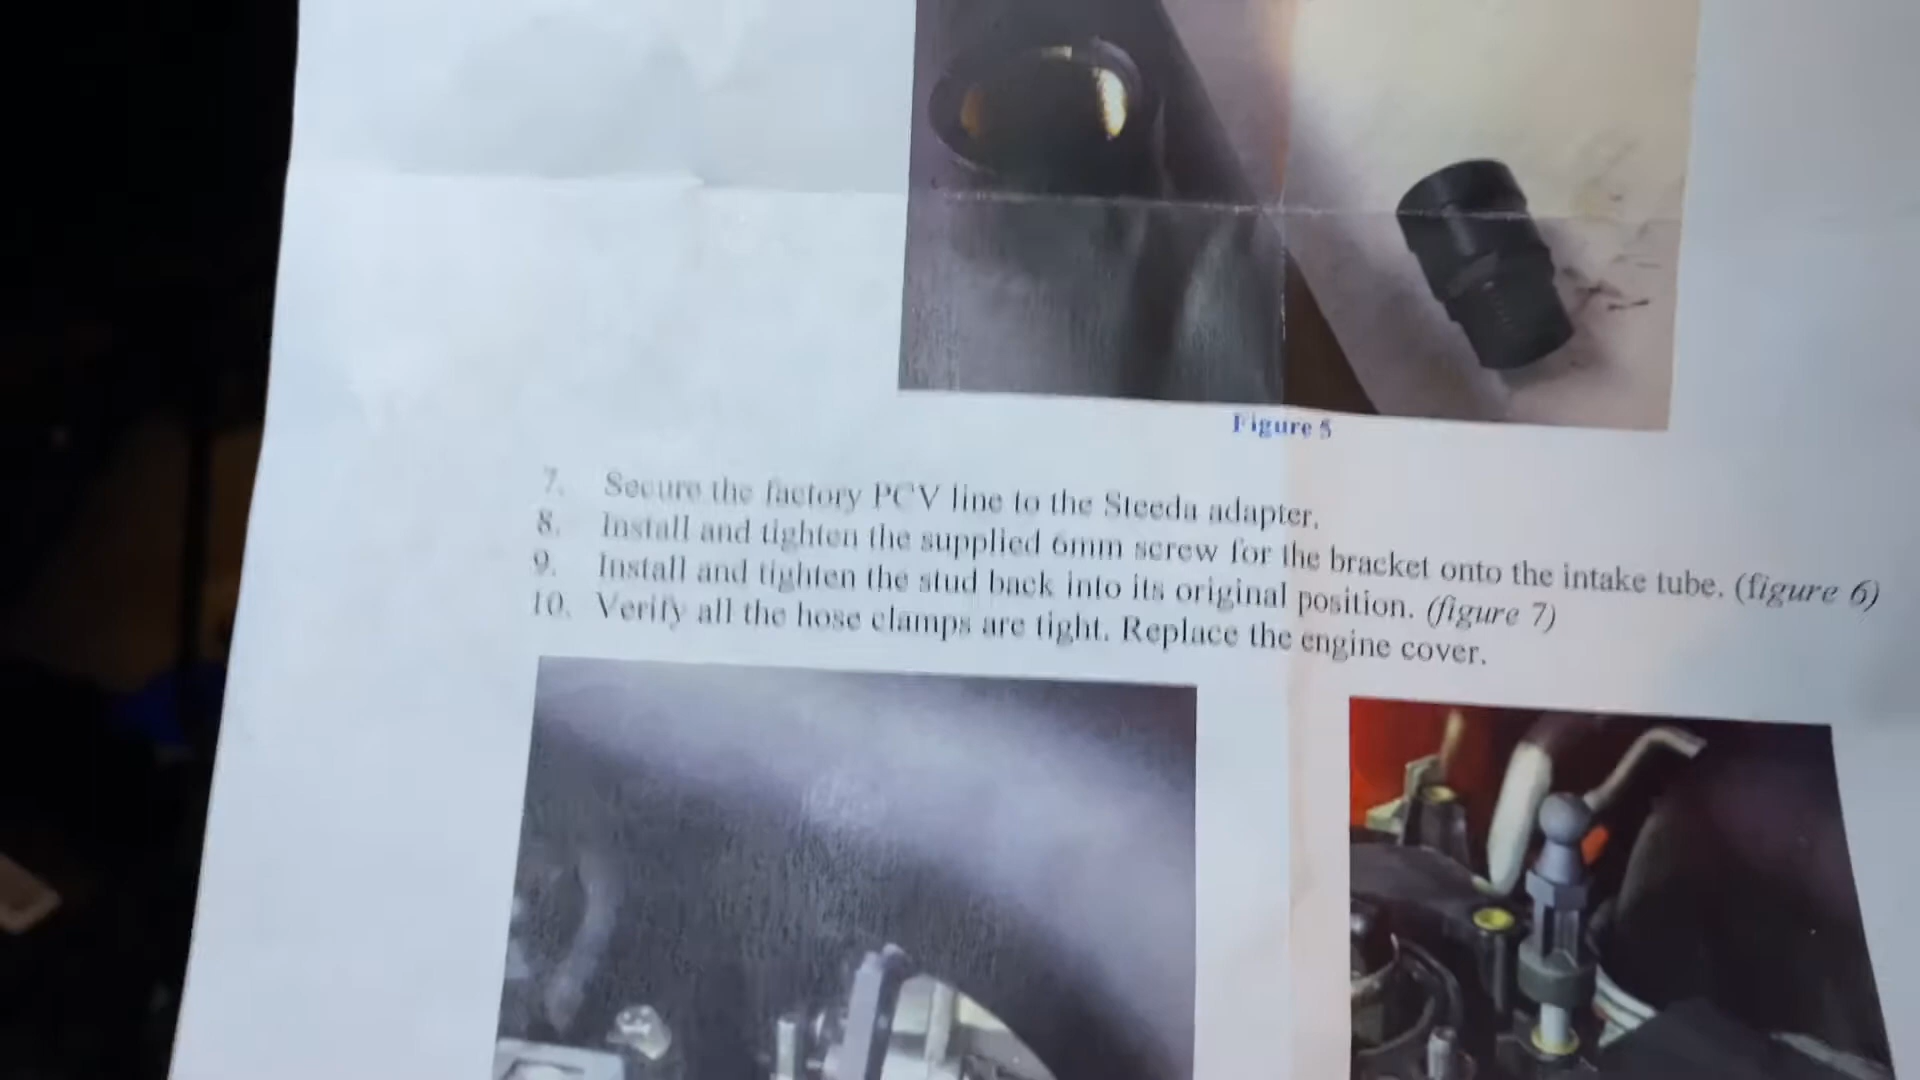 Figure 5
7. Secure the factory PCV line to the Steeda adapter.
8. Install and tighten the supplied 6mm screw for the bracket onto the intake tube. (figure 6)
9. Install and tighten the stud back into its original position. (figure 7)
10. Verify all the hose clamps are tight. Replace the engine cover.